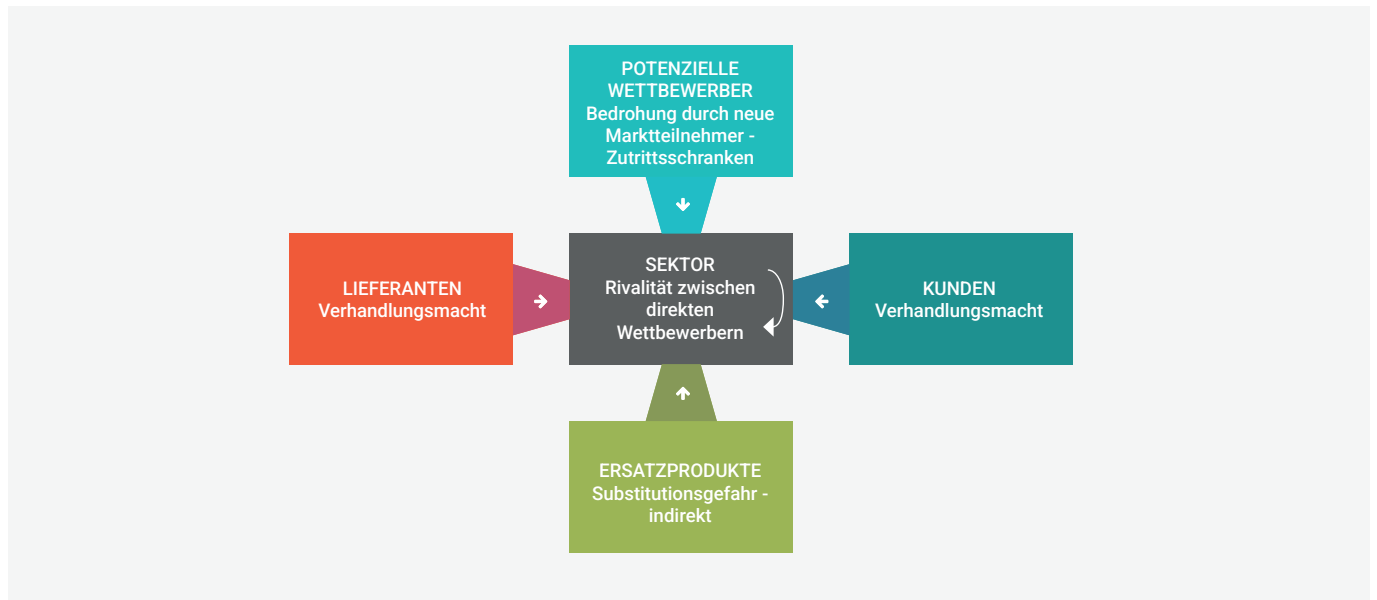 POTENZIELLE
WETTBEWERBER
Bedrohung durch neue
Marktteilnehmer -
Zutrittsschranken
LIEFERANTEN
Verhandlungsmacht
SEKTOR
Rivalität zwischen
direkten
Wettbewerbern
KUNDEN
Verhandlungsmacht
ERSATZPRODUKTE
Substitutionsgefahr -
indirekt